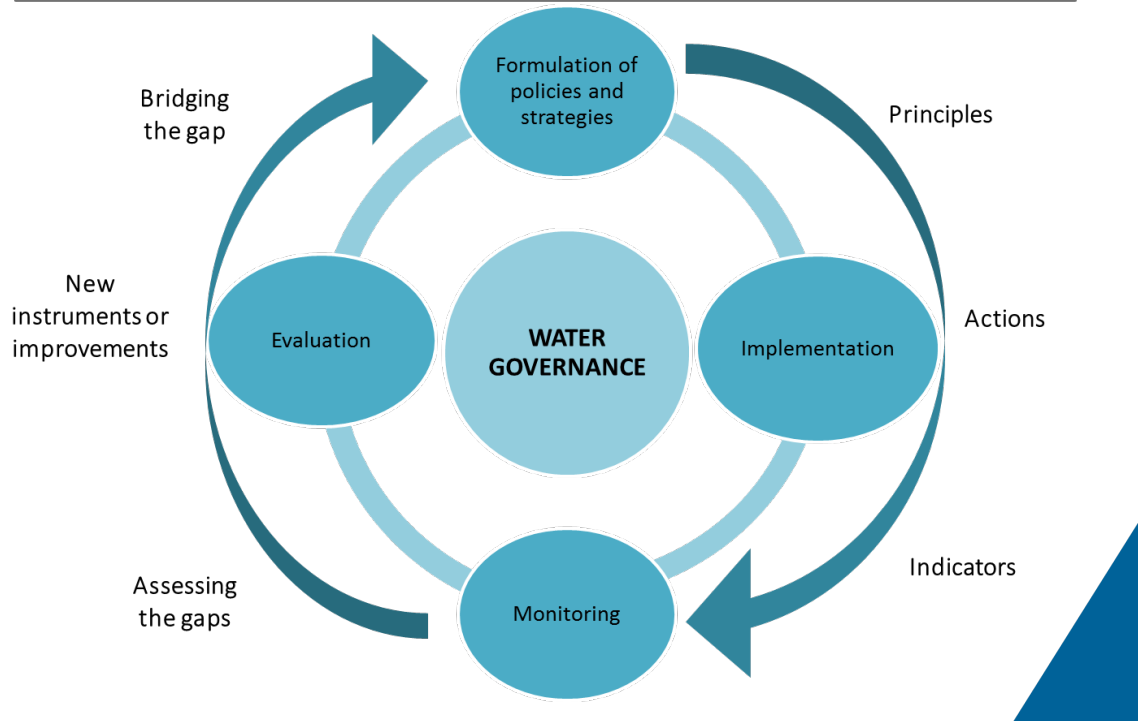 Formulation of
policies and
strategies
Bridging
the gap
Principles
New
instruments or
improvements
Evaluation
WATER
GOVERNANCE
Implementation
Actions
Assessing
the gaps
Monitoring
Indicators